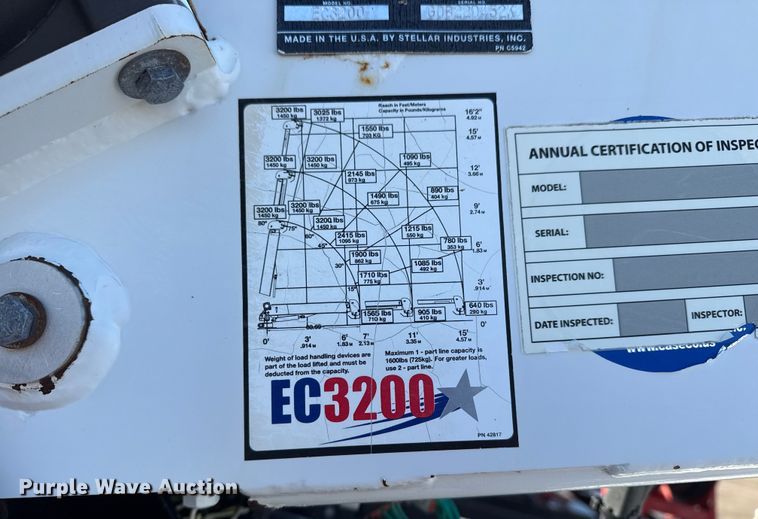 MODEL NO.
SERIAL NO.
EC3200
MADE IN THE U.S.A. BY STELLAR INDUSTRIES, INC.
PN C5942
Reach in Feet/Meters
Capacity in Pounds/Kilograms
3200 lbs
1450 kg
3025 lbs
1372 kg
16'2"
4.92 M
1550 lbs
703 KG
15'
4.57 M
3200 lbs
1450 kg
3200 lbs
1450 kg
1090 lbs
495 kg
12'
3.66 M
2145 lbs
973 kg
1490 lbs
675 kg
890 lbs
404 kg
9'
2.74 M
3200 lbs
1450 kg
3200 lbs
1450 kg
3200 lbs
1450 kg
80°
75°
60°
45°
30°
15°
2415 lbs
1095 kg
1215 lbs
550 kg
780 lbs
353 kg
6'
1.83 M
1900 lbs
862 kg
1085 lbs
492 kg
1710 lbs
775 kg
3'
.914 M
1565 lbs
710 kg
905 lbs
410 kg
640 lbs
290 kg
0'
0'
3'
.914 M
6'
1.83 M
7'
2.13 M
11'
3.35 M
15'
4.57 M
Weight of load handling devices are
part of the load lifted and must be
deducted from the capacity.
Maximum 1 - part line capacity is
1600lbs (725kg). For greater loads,
use 2 - part line.
EC3200
PN 42817
ANNUAL CERTIFICATION OF INSPEC
MODEL:
SERIAL:
INSPECTION NO:
DATE INSPECTED:
INSPECTOR:
Purple Wave Auction